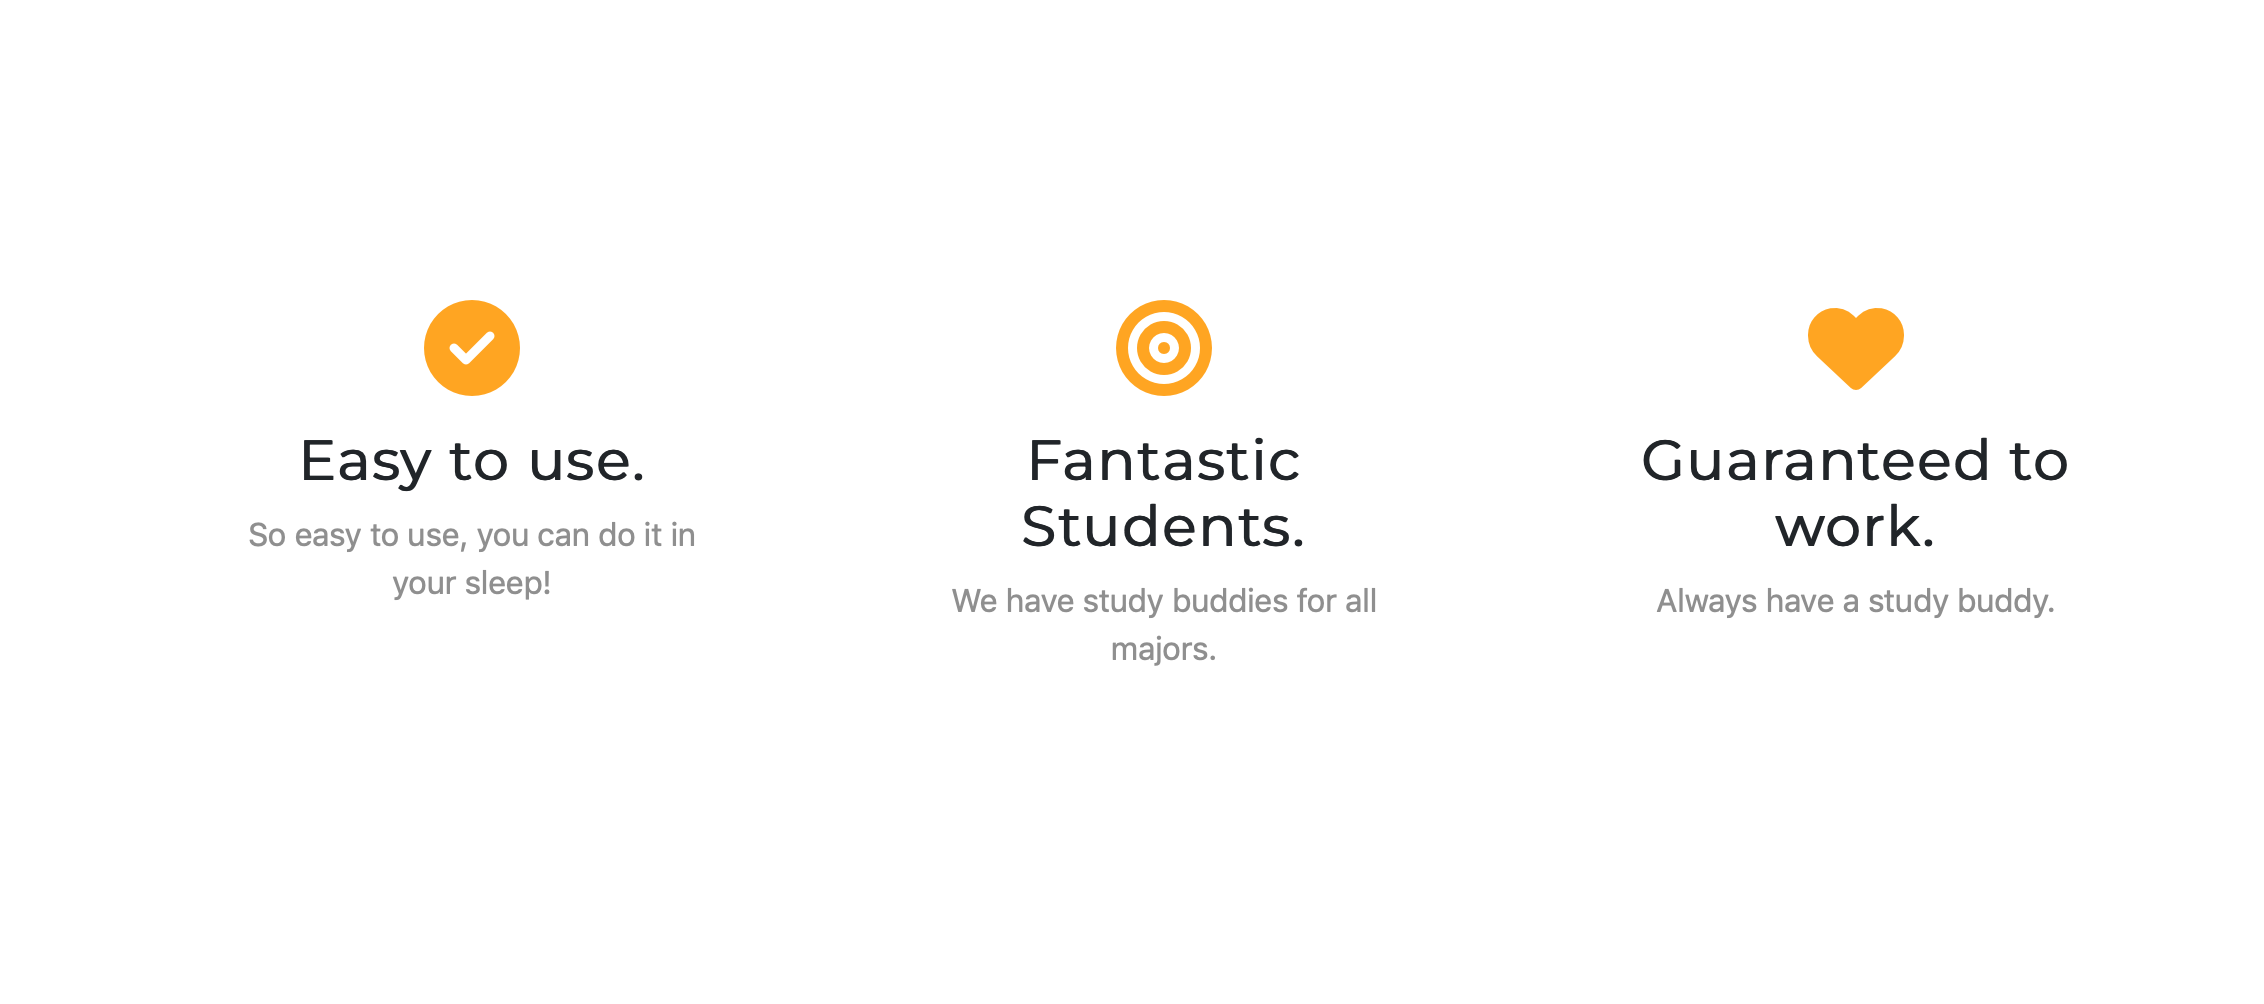 Easy to use.
So easy to use, you can do it in
your sleep!
Fantastic
Students.
We have study buddies for all
majors.
Guaranteed to
work.
Always have a study buddy.